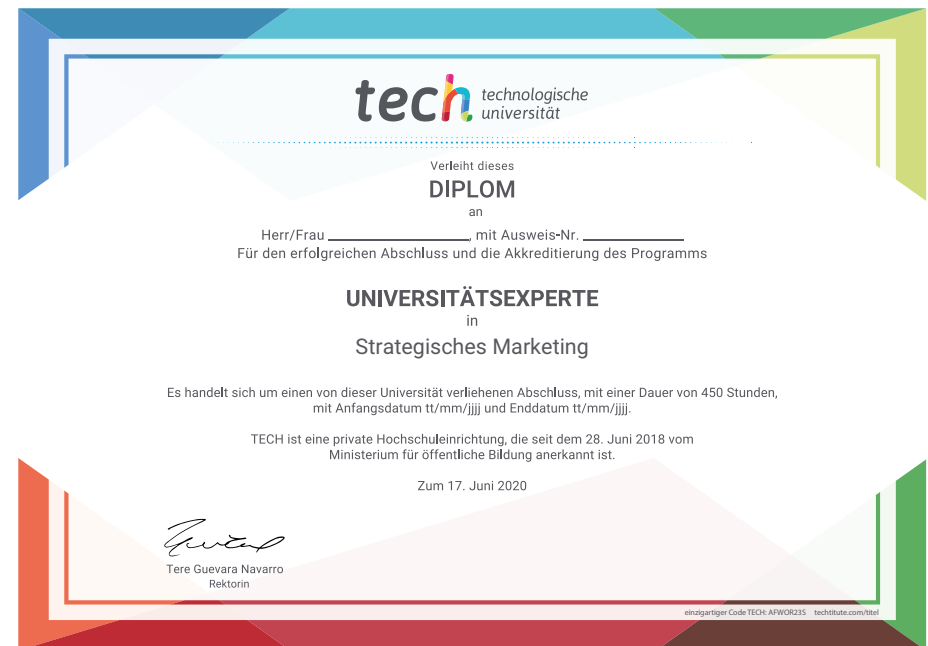 tech technologische
universität
Verleiht dieses
DIPLOM
an
Herr/Frau ____________________, mit Ausweis-Nr. ______________
Für den erfolgreichen Abschluss und die Akkreditierung des Programms
UNIVERSITÄTSEXPERTE
in
Strategisches Marketing
Es handelt sich um einen von dieser Universität verliehenen Abschluss, mit einer Dauer von 450 Stunden,
mit Anfangsdatum tt/mm/jjjj und Enddatum tt/mm/jjjj.
TECH ist eine private Hochschuleinrichtung, die seit dem 28. Juni 2018 vom
Ministerium für öffentliche Bildung anerkannt ist.
Zum 17. Juni 2020
Tere Guevara Navarro
Rektorin
einzigartiger Code TECH: AFWOR23S techtitute.com/titel